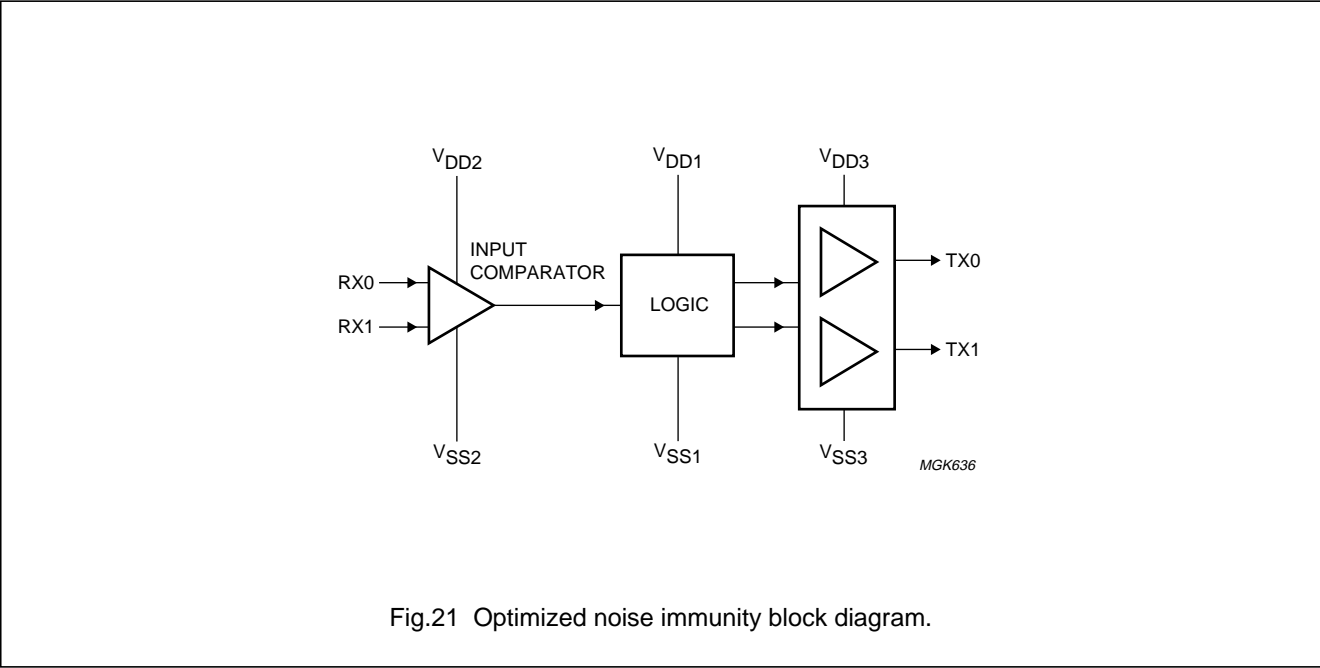 VDD2
VDD1
VDD3
INPUT
COMPARATOR
RX0
RX1
LOGIC
TX0
TX1
VSS2
VSS1
VSS3
MGK636
Fig.21 Optimized noise immunity block diagram.